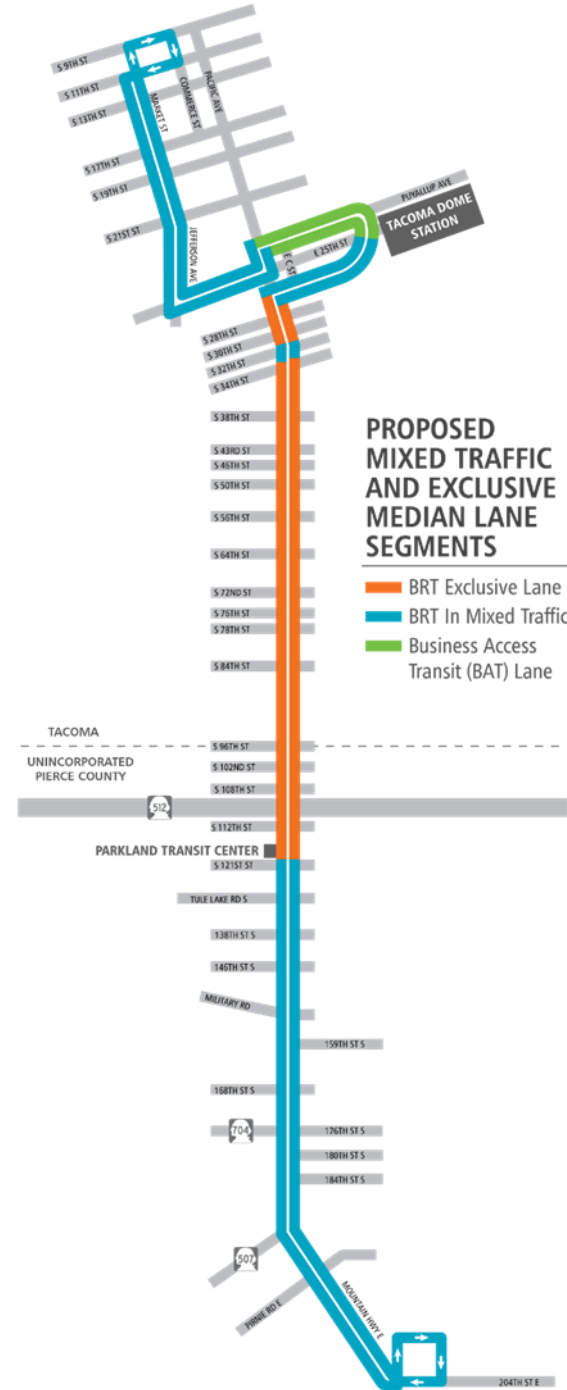 S 9TH ST
S 11TH ST
S 13TH ST
MARKET ST
COMMERCE ST
PACIFIC AVE
S 17TH ST
S 19TH ST
S 21ST ST
JEFFERSON AVE
PUYALLUP AVE
TACOMA DOME
STATION
E 25TH ST
E C ST
S 28TH ST
S 30TH ST
S 32TH ST
S 34TH ST
S 38TH ST
S 43RD ST
S 46TH ST
S 50TH ST
S 56TH ST
S 64TH ST
S 72ND ST
S 76TH ST
S 78TH ST
S 84TH ST
PROPOSED
MIXED TRAFFIC
AND EXCLUSIVE
MEDIAN LANE
SEGMENTS
BRT Exclusive Lane
BRT In Mixed Traffic
Business Access
Transit (BAT) Lane
TACOMA
S 96TH ST
UNINCORPORATED
PIERCE COUNTY
S 102ND ST
S 108TH ST
512
S 112TH ST
PARKLAND TRANSIT CENTER
S 121ST ST
TULE LAKE RD S
138TH ST S
146TH ST S
MILITARY RD
159TH ST S
168TH ST S
704
176TH ST S
180TH ST S
184TH ST S
507
PIRNIE RD E
MOUNTAIN HWY E
204TH ST E